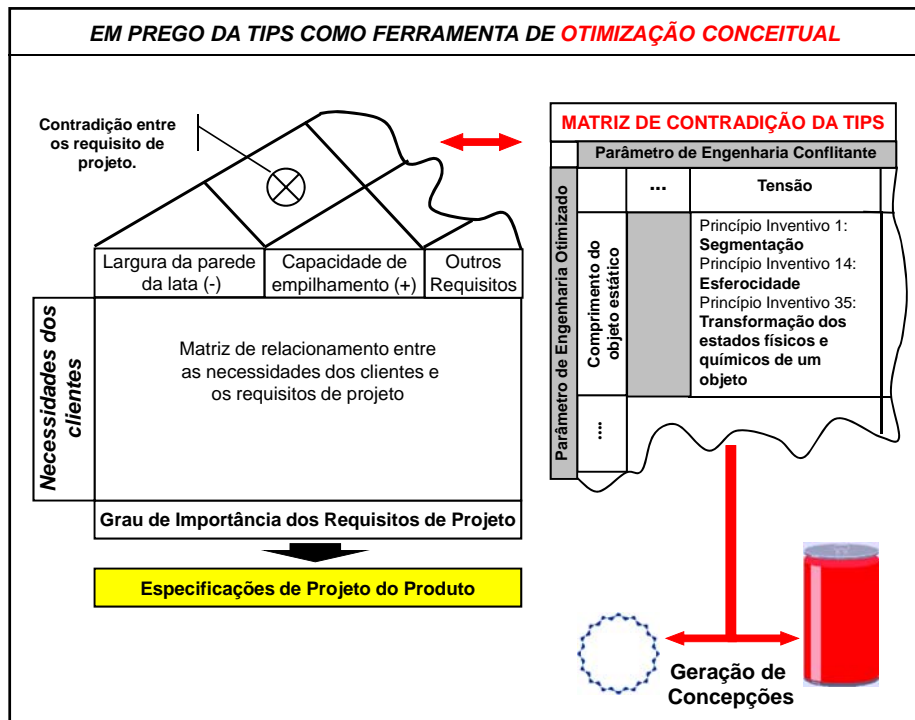 EM PREGO DA TIPS COMO FERRAMENTA DE OTIMIZAÇÃO CONCEITUAL
Contradição entre
os requisito de
projeto.
Largura da parede
da lata (-)
Capacidade de
empilhamento (+)
Outros
Requisitos
Necessidades dos
clientes
Matriz de relacionamento entre
as necessidades dos clientes e
os requisitos de projeto
Grau de Importância dos Requisitos de Projeto
Especificações de Projeto do Produto
MATRIZ DE CONTRADIÇÃO DA TIPS
Parâmetro de Engenharia Conflitante
Parâmetro de Engenharia Otimizado
...
Tensão
Comprimento do
objeto estático
Princípio Inventivo 1:
Segmentação
Princípio Inventivo 14:
Esferocidade
Princípio Inventivo 35:
Transformação dos
estados físicos e
químicos de um
objeto
....
Geração de
Concepções